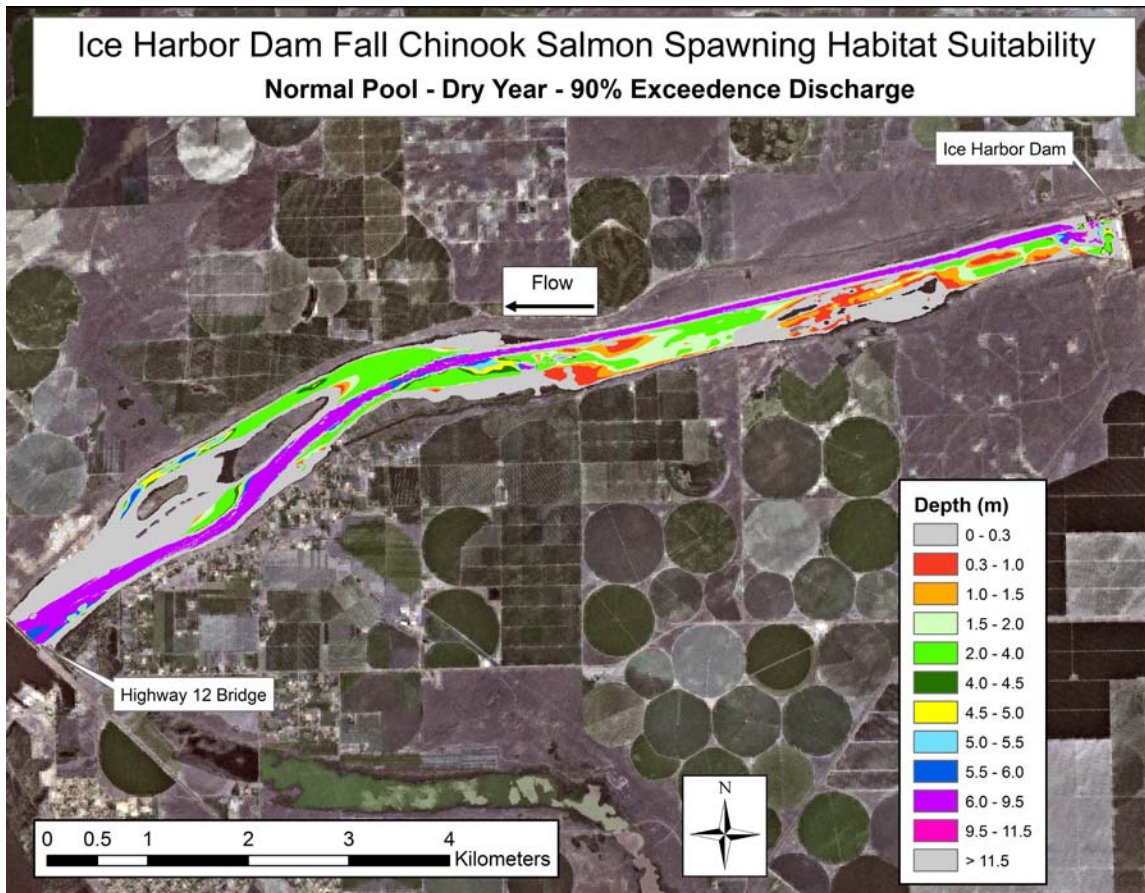 Ice Harbor Dam Fall Chinook Salmon Spawning Habitat Suitability
Normal Pool - Dry Year - 90% Exceedence Discharge
Ice Harbor Dam
Flow
Highway 12 Bridge
Depth (m)
0 - 0.3
0.3 - 1.0
1.0 - 1.5
1.5 - 2.0
2.0 - 4.0
4.0 - 4.5
4.5 - 5.0
5.0 - 5.5
5.5 - 6.0
6.0 - 9.5
9.5 - 11.5
> 11.5
N
0 0.5 1 2 3 4
Kilometers